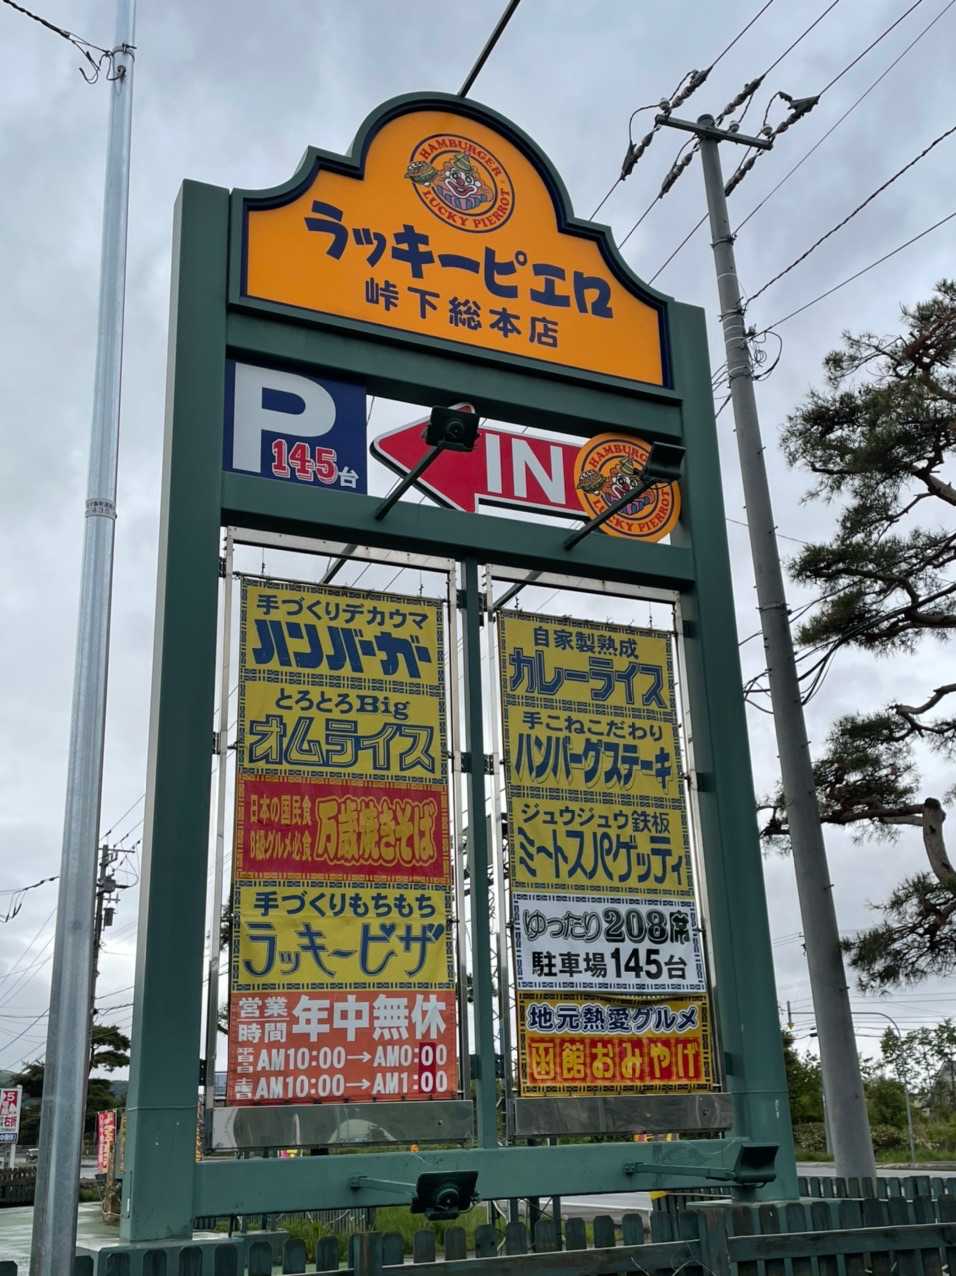 HAMBURGER
LUCKY PIERROT
ラッキーピエロ
峠下総本店
P
145台
IN
HAMBURGER
LUCKY PIERROT
手づくりデカウマ
ハンバーガー
とろとろBig
オムライス
日本の国民食
B級グルメ必食
万歳焼きそば
手づくりもちもち
ラッキーピザ
営業
時間
年中無休
AM10:00→AM0:00
AM10:00→AM1:00
自家製熟成
カレーライス
手こねこだわり
ハンバーグステーキ
ジュウジュウ鉄板
ミートスパゲッティ
ゆったり208席
駐車場145台
地元熱愛グルメ
函館おみやげ